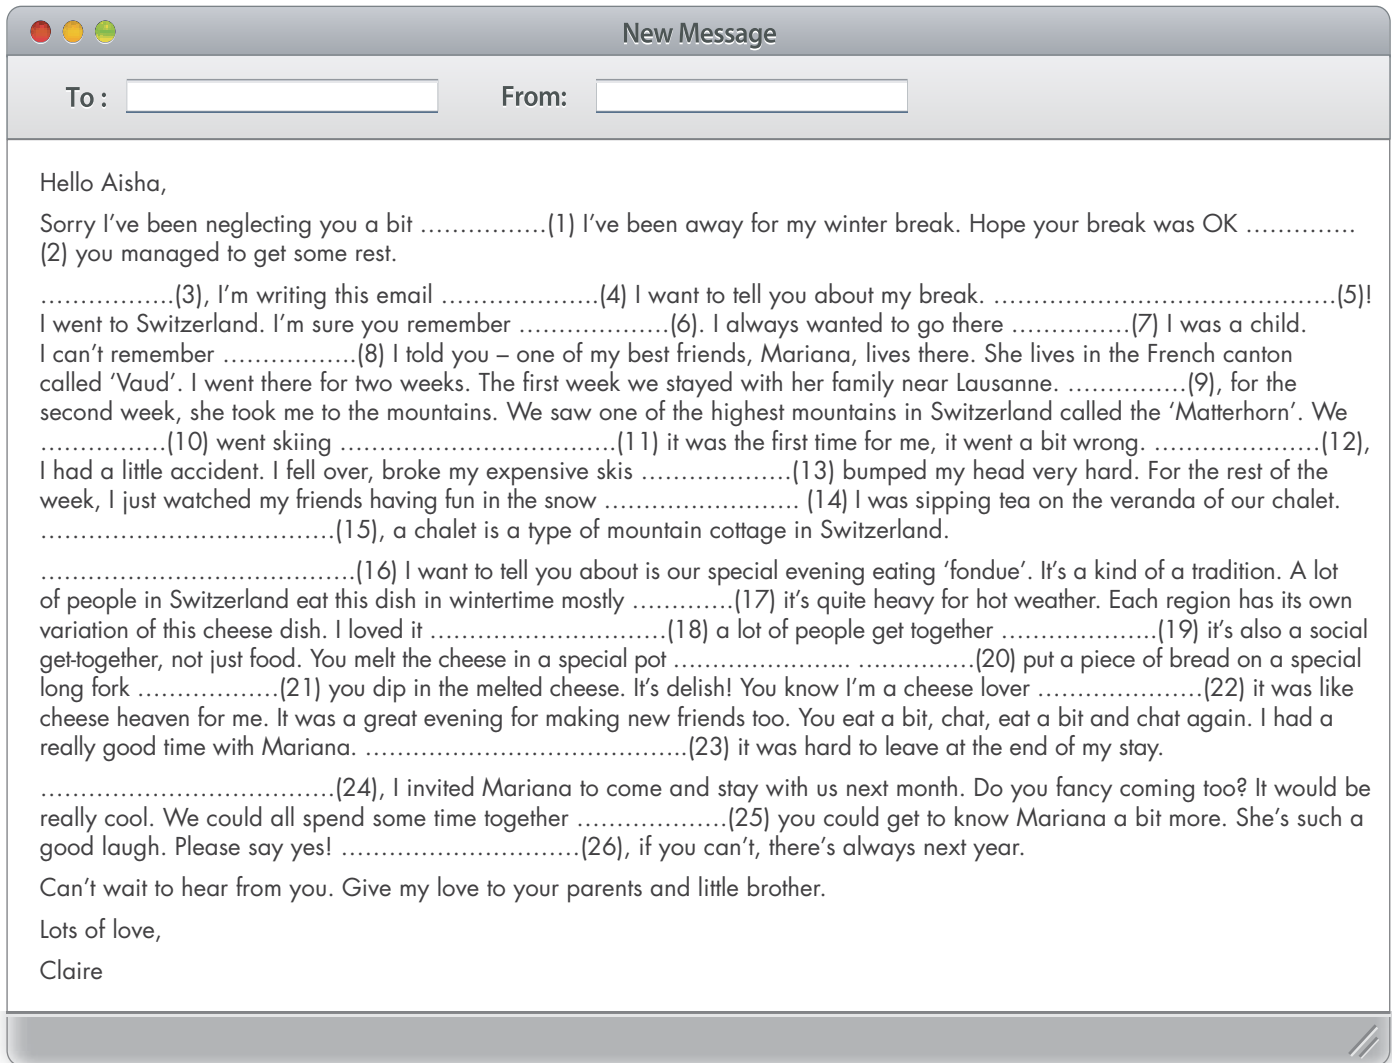 New Message
To :
From:
Hello Aisha,
Sorry I've been neglecting you a bit ................(1) I've been away for my winter break. Hope your break was OK ..............
(2) you managed to get some rest.
.................(3), I'm writing this email ....................(4) I want to tell you about my break. ............................................(5)!
I went to Switzerland. I'm sure you remember ...................(6). I always wanted to go there ...............(7) I was a child.
I can't remember .................(8) I told you – one of my best friends, Mariana, lives there. She lives in the French canton
called 'Vaud'. I went there for two weeks. The first week we stayed with her family near Lausanne. ...............(9), for the
second week, she took me to the mountains. We saw one of the highest mountains in Switzerland called the 'Matterhorn'. We
................(10) went skiing ...................................(11) it was the first time for me, it went a bit wrong. .....................(12),
I had a little accident. I fell over, broke my expensive skis ...................(13) bumped my head very hard. For the rest of the
week, I just watched my friends having fun in the snow ......................... (14) I was sipping tea on the veranda of our chalet.
.....................................(15), a chalet is a type of mountain cottage in Switzerland.
........................................(16) I want to tell you about is our special evening eating 'fondue'. It's a kind of a tradition. A lot
of people in Switzerland eat this dish in wintertime mostly .............(17) it's quite heavy for hot weather. Each region has its own
variation of this cheese dish. I loved it ..............................(18) a lot of people get together ....................(19) it's also a social
get-together, not just food. You melt the cheese in a special pot ....................... ...............(20) put a piece of bread on a special
long fork ..................(21) you dip in the melted cheese. It's delish! You know I'm a cheese lover .....................(22) it was like
cheese heaven for me. It was a great evening for making new friends too. You eat a bit, chat, eat a bit and chat again. I had a
really good time with Mariana. .........................................(23) it was hard to leave at the end of my stay.
.....................................(24), I invited Mariana to come and stay with us next month. Do you fancy coming too? It would be
really cool. We could all spend some time together ...................(25) you could get to know Mariana a bit more. She's such a
good laugh. Please say yes! ..............................(26), if you can't, there's always next year.
Can't wait to hear from you. Give my love to your parents and little brother.
Lots of love,
Claire